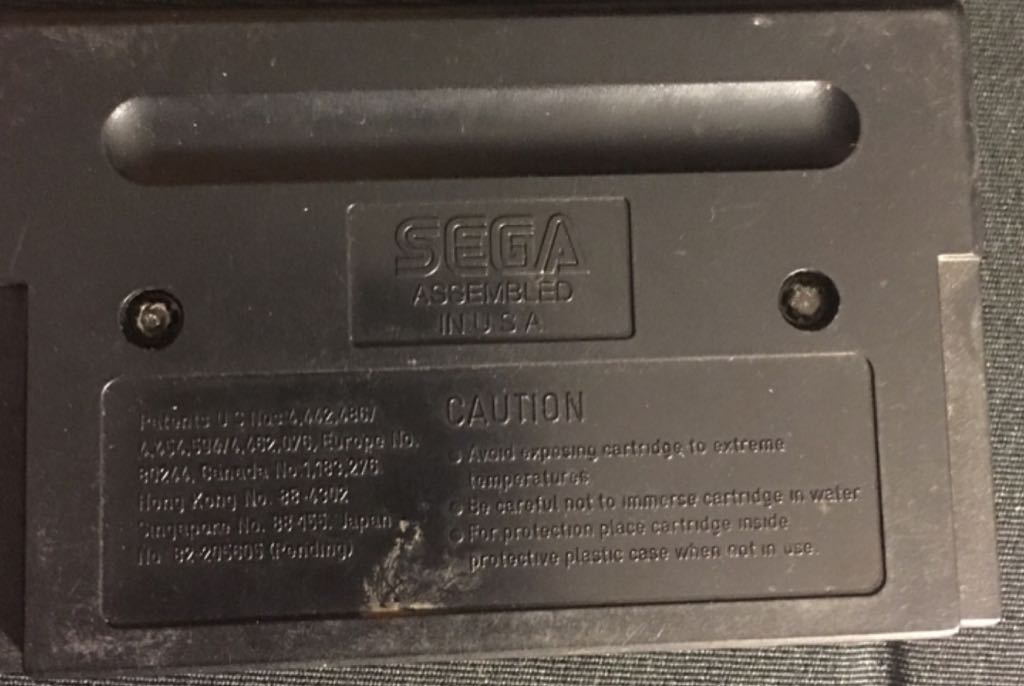 SEGA
ASSEMBLED
IN U.S.A.
Patents U S Nos 4,442,486/
4,454,594/4,462,076, Europe No.
80244, Canada No. 1,183,276
Hong Kong No. 88-4302
Singapore No. 88-155, Japan
No. 82-205605 (Pending)
CAUTION
Avoid exposing cartridge to extreme
temperatures
Be careful not to immerse cartridge in water
For protection place cartridge inside
protective plastic case when not in use.